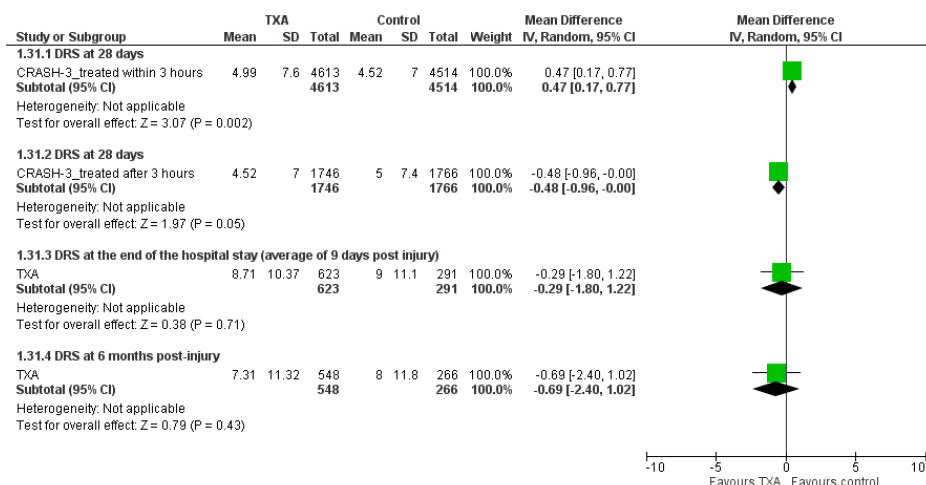 TXA Control Mean Difference Mean Difference
Study or Subgroup Mean SD Total Mean SD Total Weight IV, Random, 95% CI IV, Random, 95% CI
1.31.1 DRS at 28 days
CRASH-3_treated within 3 hours 4.99 7.6 4613 4.52 7 4514 100.0% 0.47 [0.17, 0.77]
Subtotal (95% CI) 4613 4514 100.0% 0.47 [0.17, 0.77]
Heterogeneity: Not applicable
Test for overall effect: Z = 3.07 (P = 0.002)
1.31.2 DRS at 28 days
CRASH-3_treated after 3 hours 4.52 7 1746 5 7.4 1766 100.0% -0.48 [-0.96, -0.00]
Subtotal (95% CI) 1746 1766 100.0% -0.48 [-0.96, -0.00]
Heterogeneity: Not applicable
Test for overall effect: Z = 1.97 (P = 0.05)
1.31.3 DRS at the end of the hospital stay (average of 9 days post injury)
TXA 8.71 10.37 623 9 11.1 291 100.0% -0.29 [-1.80, 1.22]
Subtotal (95% CI) 623 291 100.0% -0.29 [-1.80, 1.22]
Heterogeneity: Not applicable
Test for overall effect: Z = 0.38 (P = 0.71)
1.31.4 DRS at 6 months post-injury
TXA 7.31 11.32 548 8 11.8 266 100.0% -0.69 [-2.40, 1.02]
Subtotal (95% CI) 548 266 100.0% -0.69 [-2.40, 1.02]
Heterogeneity: Not applicable
Test for overall effect: Z = 0.79 (P = 0.43)
-10 -5 0 5 10
Favours TXA Favours control